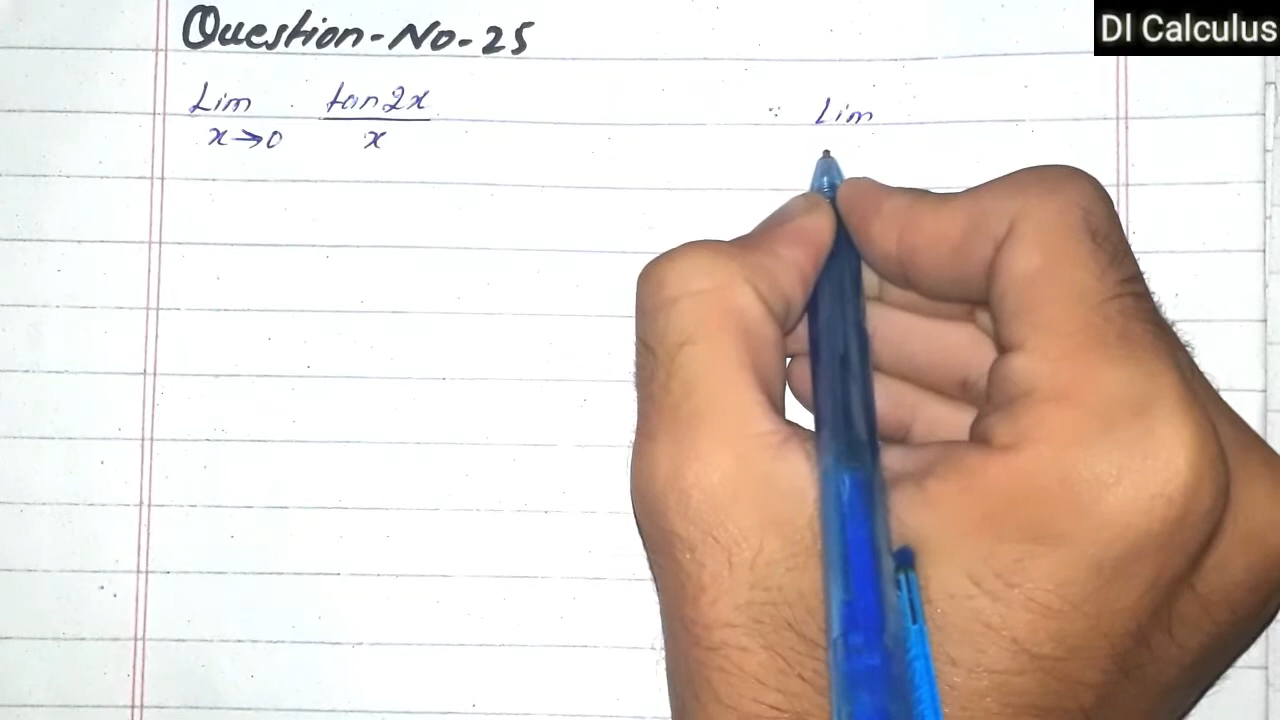 Question-No-25
DI Calculus
Lim tan2x
x→0 x
∵ Lim